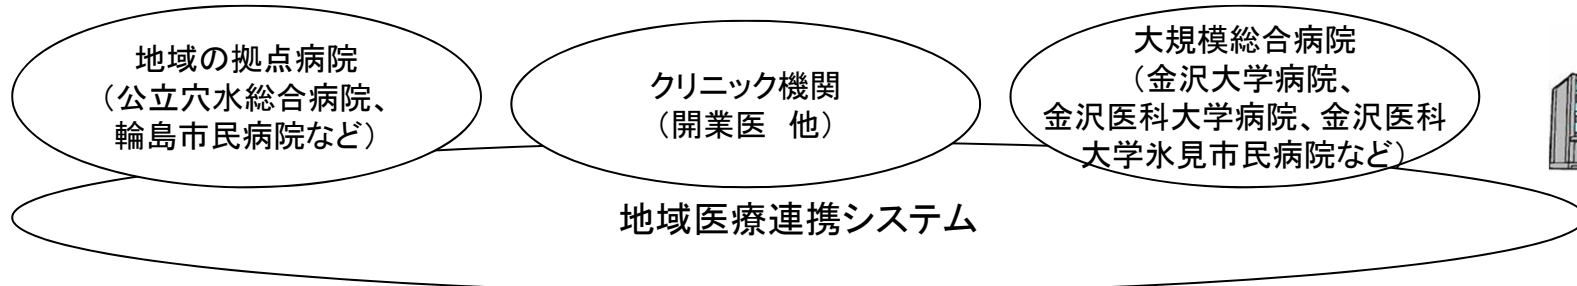 地域の拠点病院
（公立穴水総合病院、
輪島市民病院など）
クリニック機関
（開業医　他）
大規模総合病院
（金沢大学病院、
金沢医科大学病院、金沢医科
大学氷見市民病院など）
地域医療連携システム